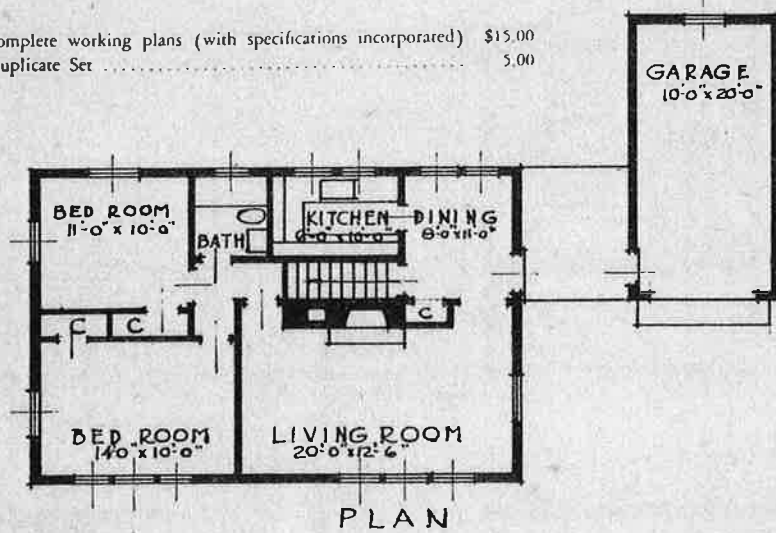 omplete working plans (with specifications incorporated) $15.00
uplicate Set ........................................ 5.00
GARAGE
10'-0" x 20'-0"
BED ROOM
11'-0" x 10'-0"
BATH
KITCHEN
DINING
8'-0" x 11'-0"
C
C
C
BED ROOM
14'0" x 10'-0"
LIVING ROOM
20'-0" x 12'-6"
PLAN